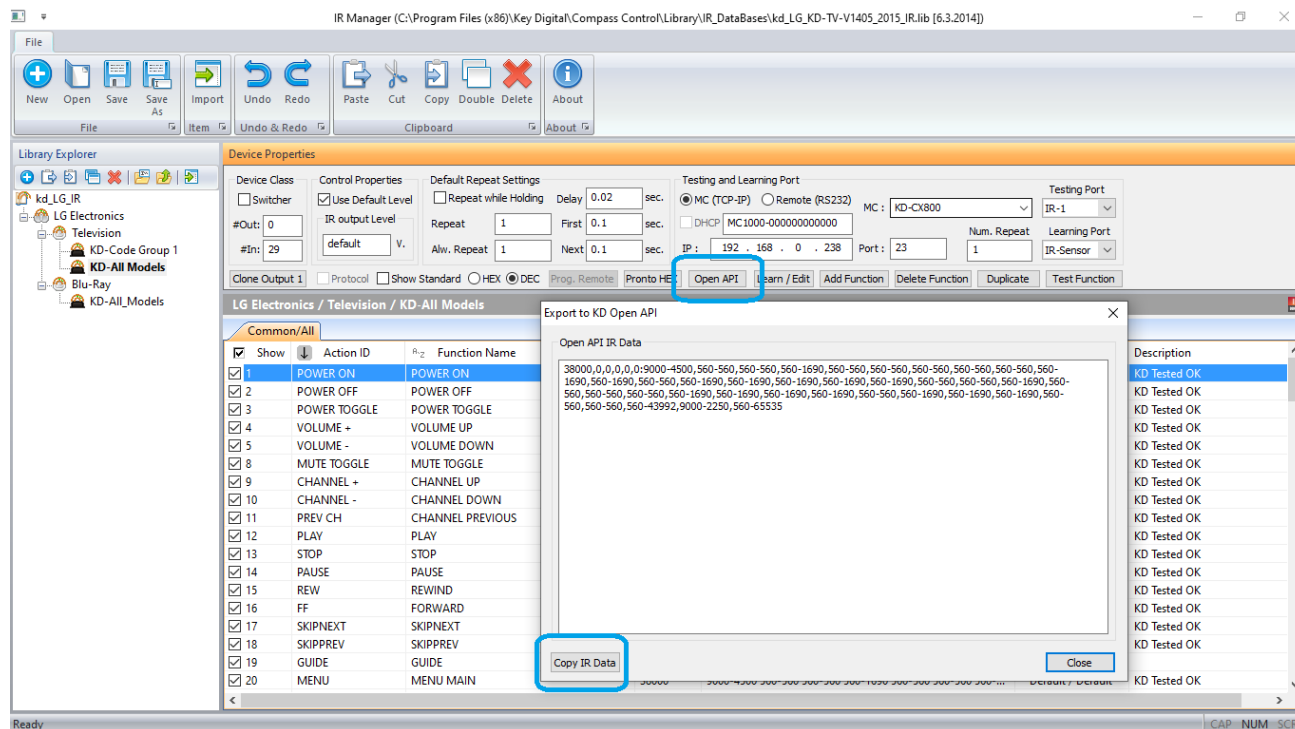 IR Manager (C:\Program Files (x86)\Key Digital\Compass Control\Library\IR_DataBases\kd_LG_KD-TV-V1405_2015_IR.lib [6.3.2014])
File
New Open Save Save As Import Undo Redo Paste Cut Copy Double Delete About
File Item Undo & Redo Clipboard About
Library Explorer
kd_LG_IR
LG Electronics
Television
KD-Code Group 1
KD-All Models
Blu-Ray
KD-All_Models
Device Properties
Device Class Control Properties Default Repeat Settings Testing and Learning Port
Switcher Use Default Level Repeat while Holding Delay 0.02 sec. MC (TCP-IP) Remote (RS232) MC : KD-CX800 Testing Port IR-1
#Out: 0 IR output Level Repeat 1 First 0.1 sec. DHCP MC1000-000000000000 Num. Repeat Learning Port
#In: 29 default V. Alw. Repeat 1 Next 0.1 sec. IP : 192 . 168 . 0 . 238 Port : 23 1 IR-Sensor
Clone Output 1 Protocol Show Standard HEX DEC Prog. Remote Pronto HEX Open API Learn / Edit Add Function Delete Function Duplicate Test Function
LG Electronics / Television / KD-All Models
Common/All
Show Action ID A-Z Function Name Description
1 POWER ON POWER ON KD Tested OK
2 POWER OFF POWER OFF KD Tested OK
3 POWER TOGGLE POWER TOGGLE KD Tested OK
4 VOLUME + VOLUME UP KD Tested OK
5 VOLUME - VOLUME DOWN KD Tested OK
8 MUTE TOGGLE MUTE TOGGLE KD Tested OK
9 CHANNEL + CHANNEL UP KD Tested OK
10 CHANNEL - CHANNEL DOWN KD Tested OK
11 PREV CH CHANNEL PREVIOUS KD Tested OK
12 PLAY PLAY KD Tested OK
13 STOP STOP KD Tested OK
14 PAUSE PAUSE KD Tested OK
15 REW REWIND KD Tested OK
16 FF FORWARD KD Tested OK
17 SKIPNEXT SKIPNEXT KD Tested OK
18 SKIPPREV SKIPPREV KD Tested OK
19 GUIDE GUIDE
20 MENU MENU MAIN KD Tested OK
Export to KD Open API
Open API IR Data
38000,0,0,0,0,0:9000-4500,560-560,560-560,560-1690,560-560,560-560,560-560,560-560,560-560,560-
1690,560-1690,560-560,560-1690,560-1690,560-1690,560-1690,560-1690,560-560,560-560,560-1690,560-
560,560-560,560-560,560-1690,560-1690,560-1690,560-1690,560-560,560-1690,560-1690,560-1690,560-
560,560-560,560-43992,9000-2250,560-65535
Copy IR Data Close
Ready CAP NUM SCR